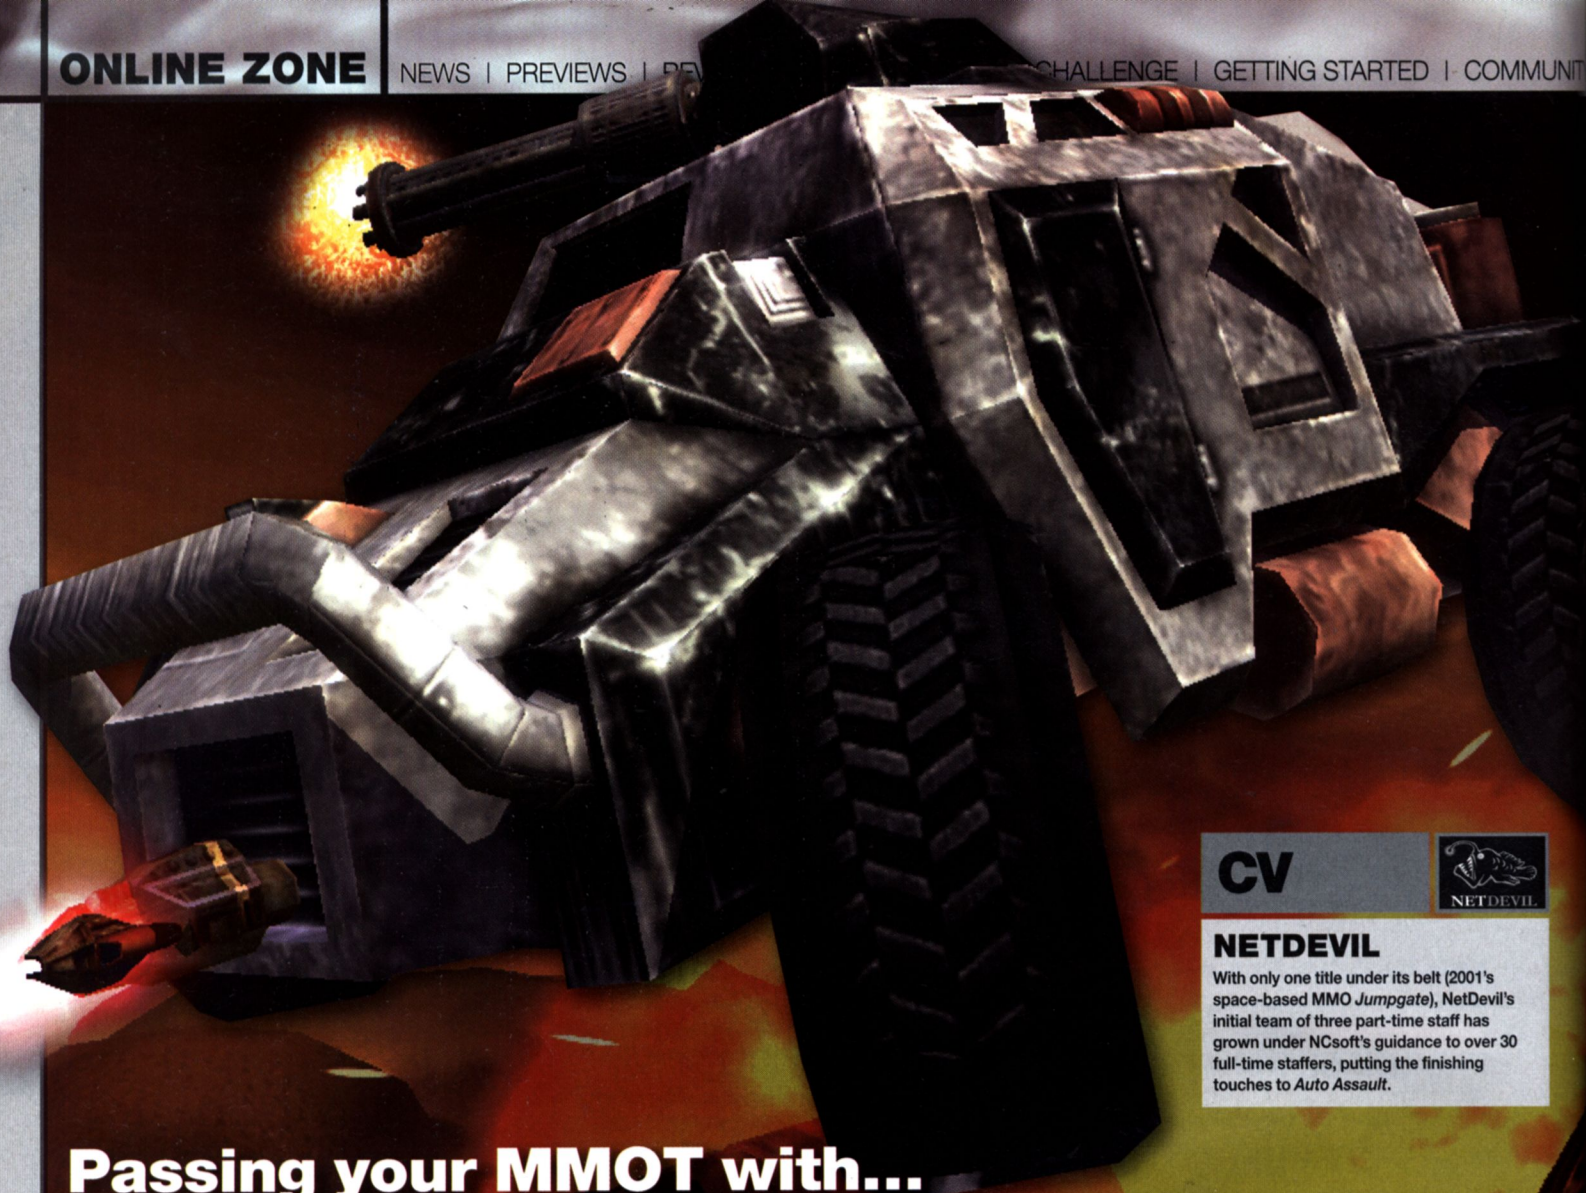 ONLINE ZONE
NEWS | PREVIEWS | REV CHALLENGE | GETTING STARTED | COMMUNIT
CV
NETDEVIL
NETDEVIL
With only one title under its belt (2001's
space-based MMO Jumpgate), NetDevil's
initial team of three part-time staff has
grown under NCsoft's guidance to over 30
full-time staffers, putting the finishing
touches to Auto Assault.
Passing your MMOT with...